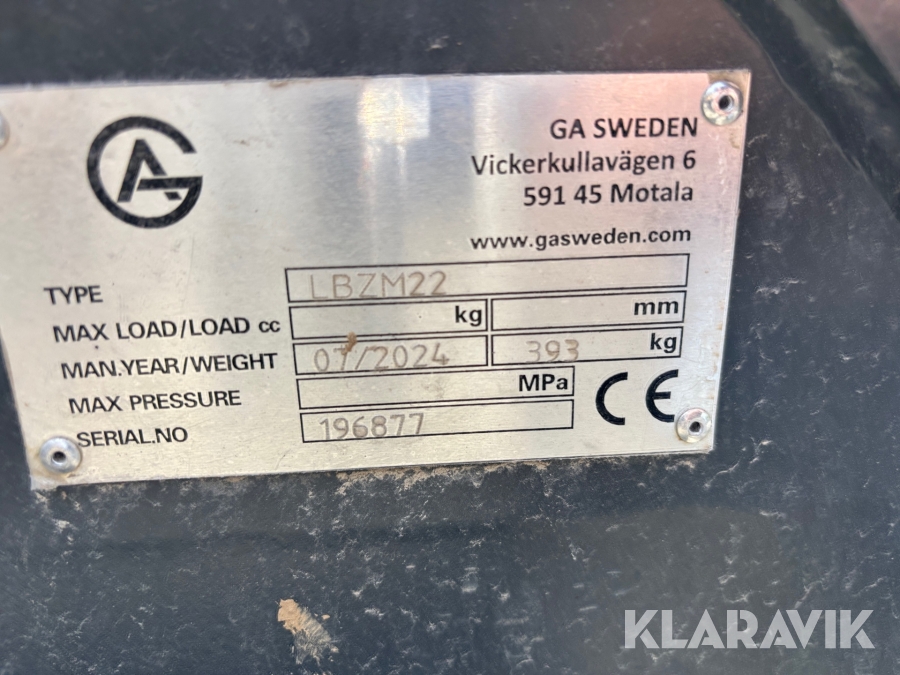 GA
GA SWEDEN
Vickerkullavägen 6
591 45 Motala
www.gasweden.com
TYPE LBZM22
MAX LOAD/LOAD cc kg mm
MAN.YEAR/WEIGHT 07/2024 393 kg
MAX PRESSURE MPa
SERIAL.NO 196877
CE
KLARAVIK